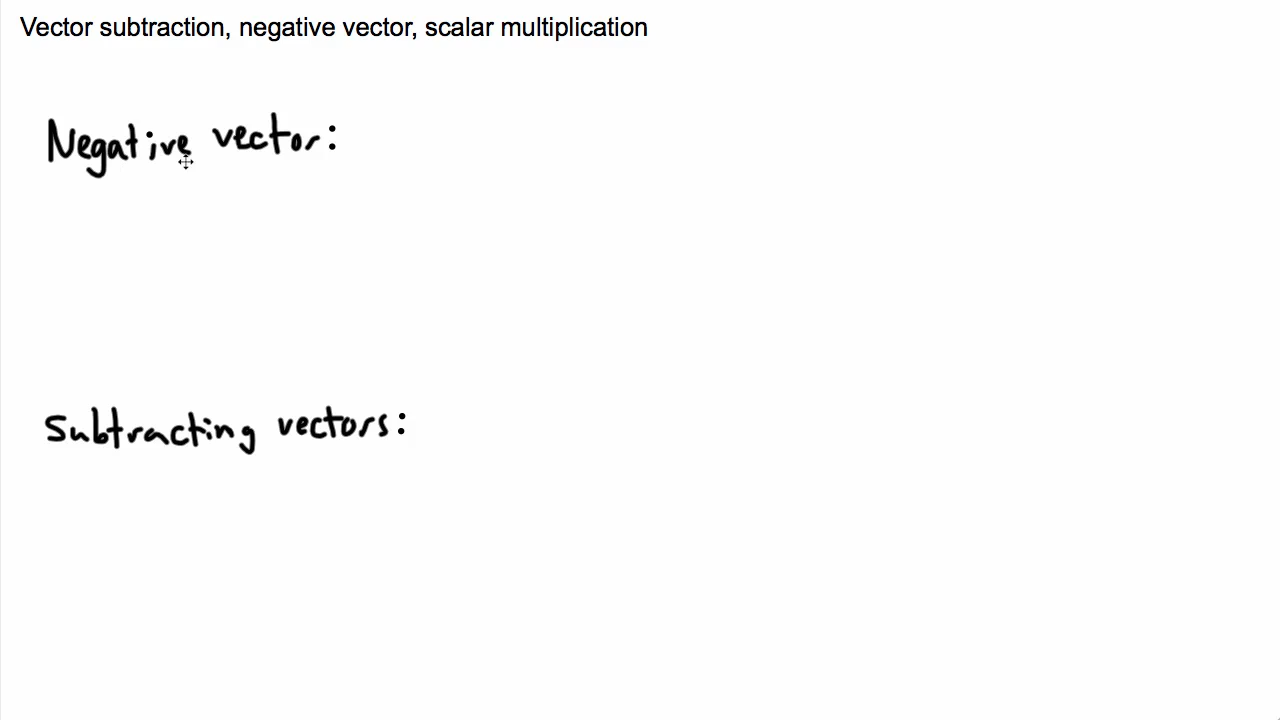 Vector subtraction, negative vector, scalar multiplication
Negative vector:
Subtracting vectors: